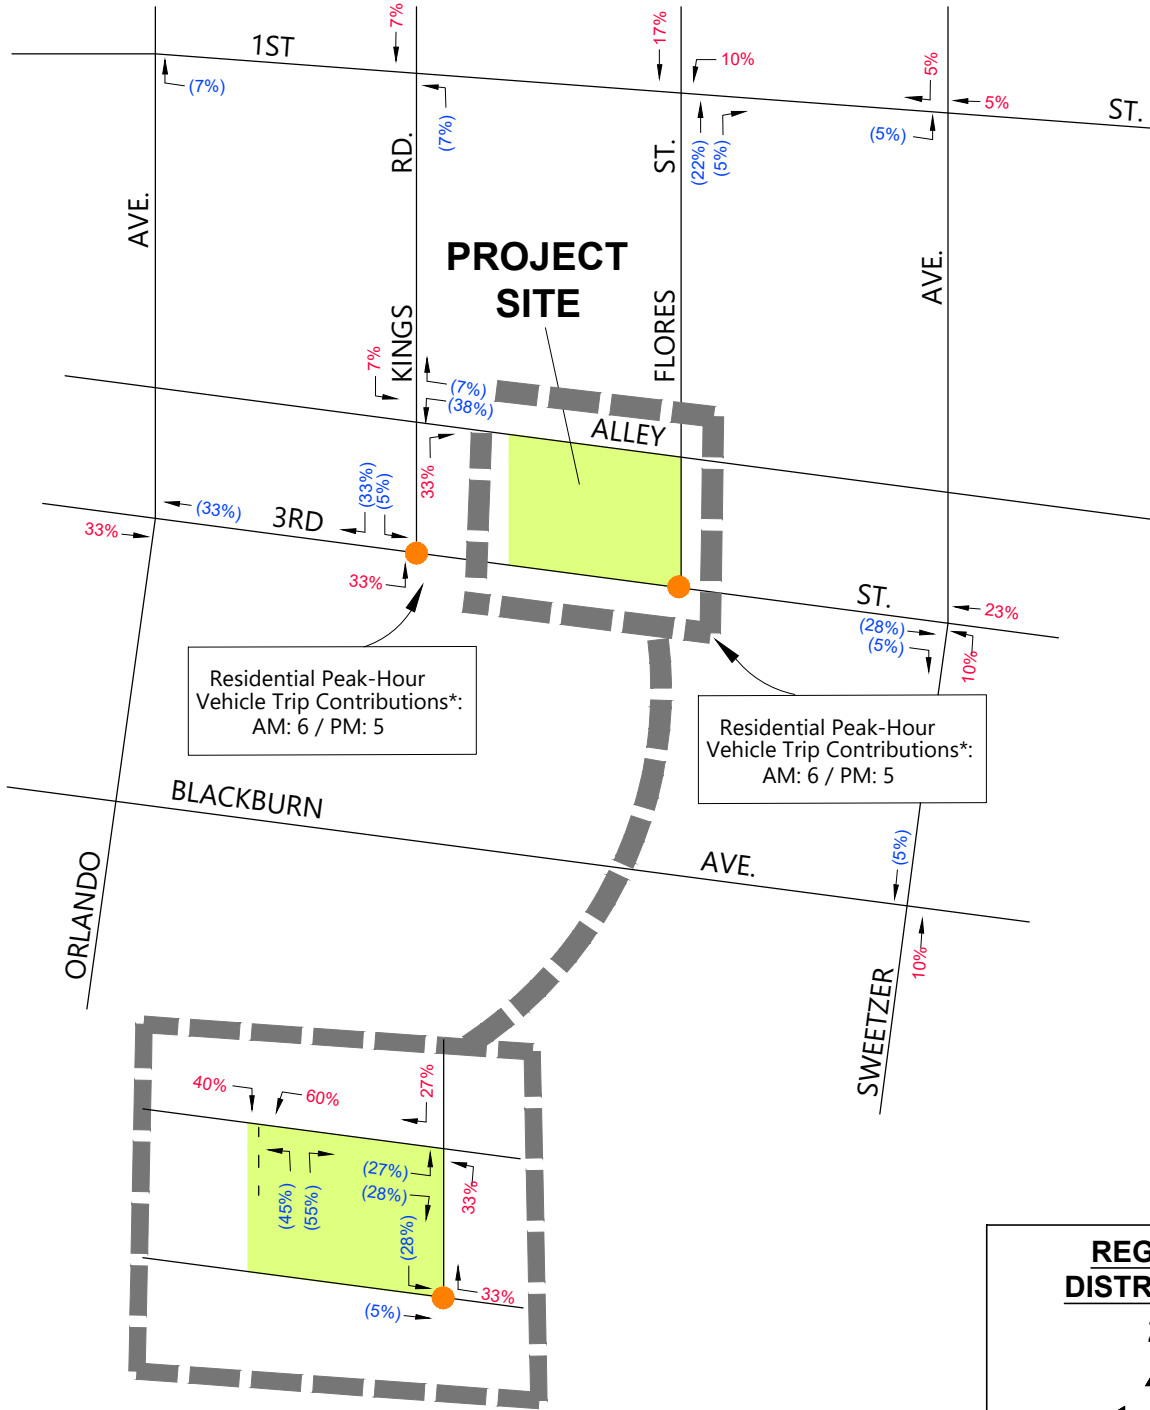 7%
17%
1ST
10%
5%
(7%)
5%
ST.
(7%)
RD.
ST.
(22%)
(5%)
(5%)
AVE.
PROJECT
SITE
AVE.
KINGS
FLORES
7%
(7%)
(38%)
ALLEY
33%
(33%)
(5%)
(33%)
3RD
33%
33%
ST.
23%
(28%)
(5%)
10%
Residential Peak-Hour
Vehicle Trip Contributions*:
AM: 6 / PM: 5
Residential Peak-Hour
Vehicle Trip Contributions*:
AM: 6 / PM: 5
BLACKBURN
AVE.
(5%)
ORLANDO
10%
SWEETZER
40%
60%
27%
(27%)
(28%)
33%
(45%)
(55%)
(28%)
33%
(5%)
REG
DISTR